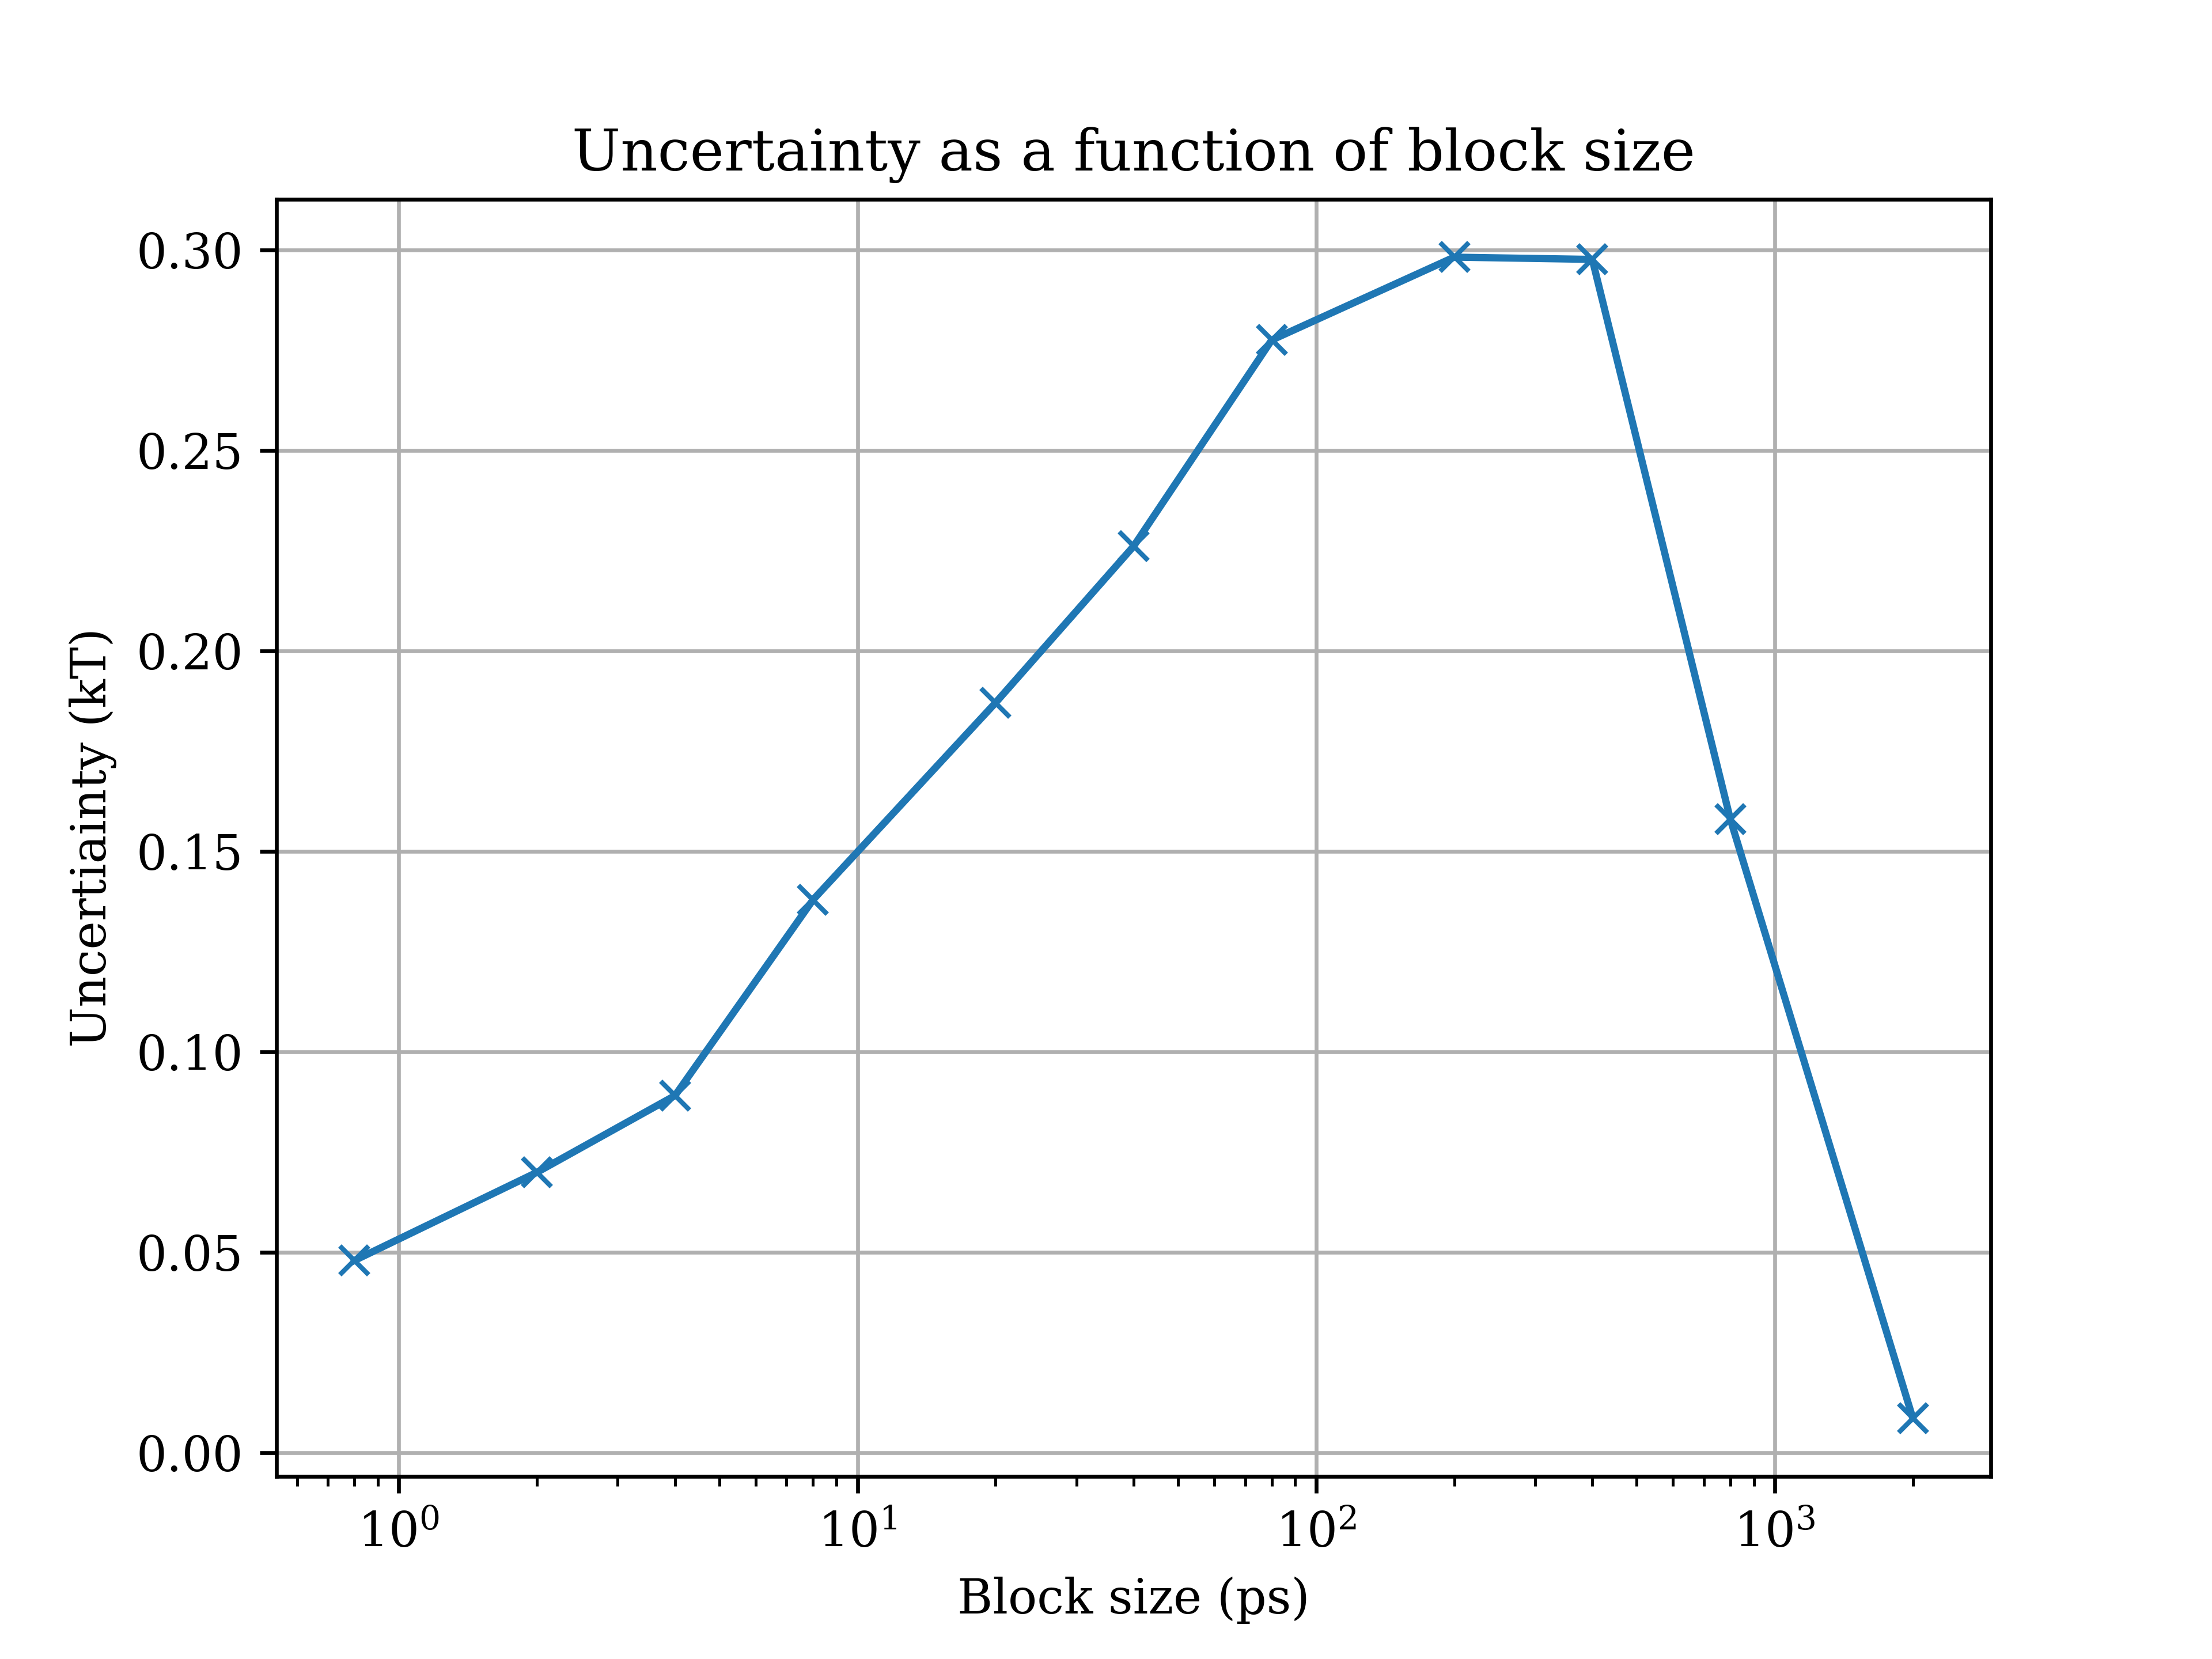 Uncertainty as a function of block size
0.30
0.25
0.20
0.15
0.10
0.05
0.00
Uncertiainty (kT)
10⁰ 10¹ 10² 10³
Block size (ps)